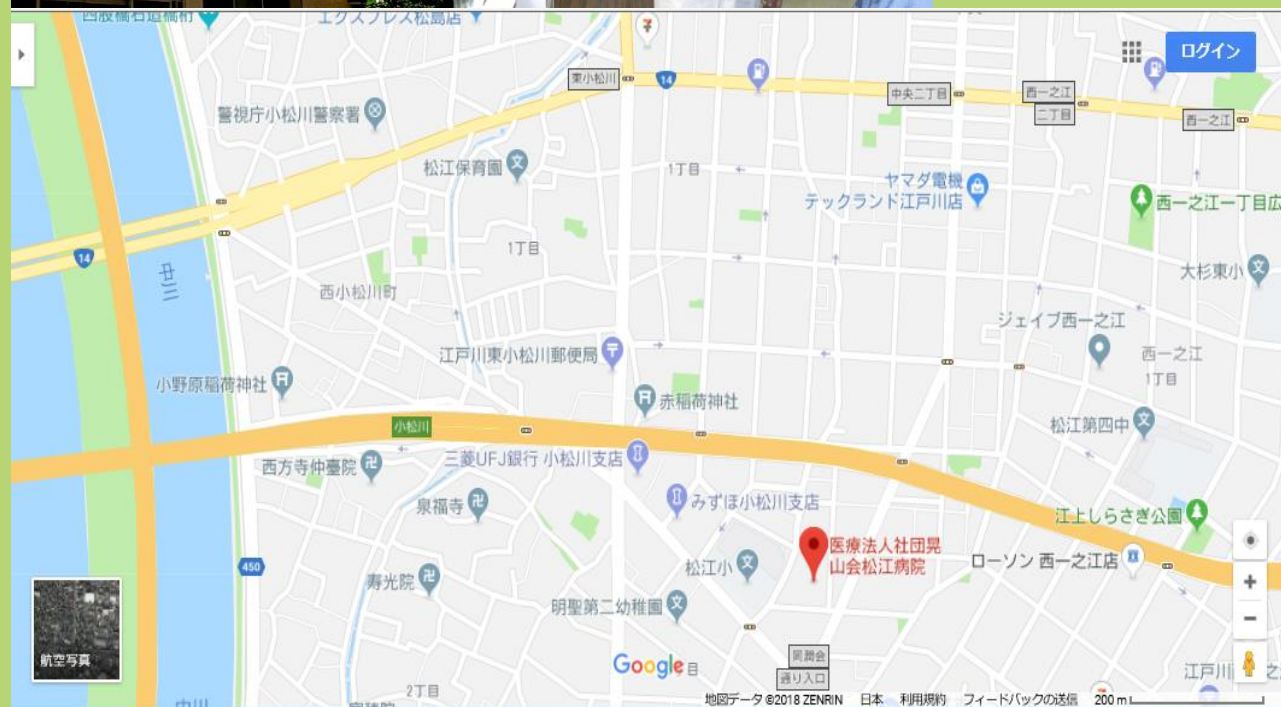 エクスプレス松島店
ログイン
東小松川
14
中央二丁目
西一之江
二丁目
西一之江
警視庁小松川警察署
松江保育園
1丁目
ヤマダ電機
テックランド江戸川店
西一之江一丁目広
1丁目
14
中川
大杉東小
西小松川町
ジェイブ西一之江
江戸川東小松川郵便局
西一之江
1丁目
小野原稲荷神社
赤稲荷神社
小松川
松江第四中
西方寺仲臺院
三菱UFJ銀行 小松川支店
泉福寺
みずほ小松川支店
江上しらさぎ公園
医療法人社団晃
山会松江病院
ローソン 西一之江店
450
松江小
寿光院
明聖第二幼稚園
航空写真
Google
目
同潤会
通り入口
江戸川
2丁目
地図データ ©2018 ZENRIN 日本 利用規約 フィードバックの送信 200 m